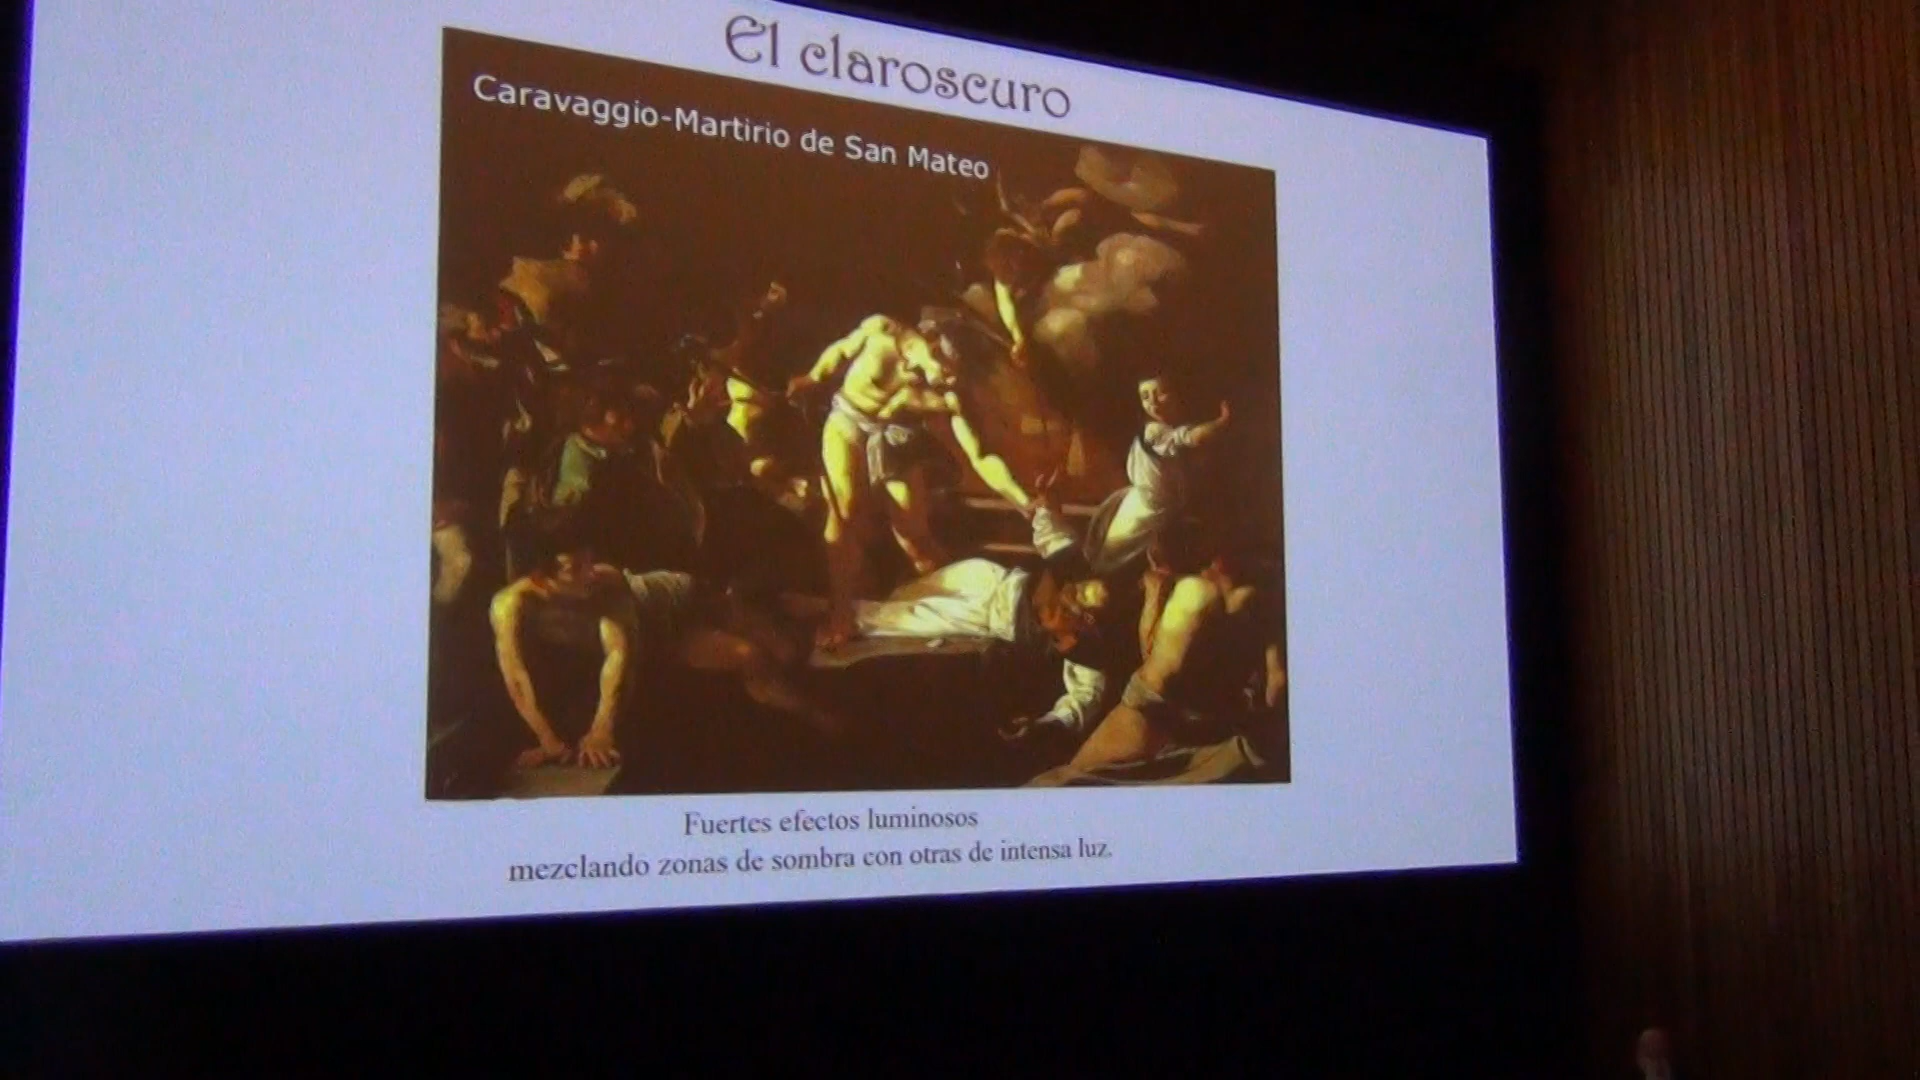 El claroscuro
Caravaggio-Martirio de San Mateo
Fuertes efectos luminosos
mezclando zonas de sombra con otras de intensa luz.